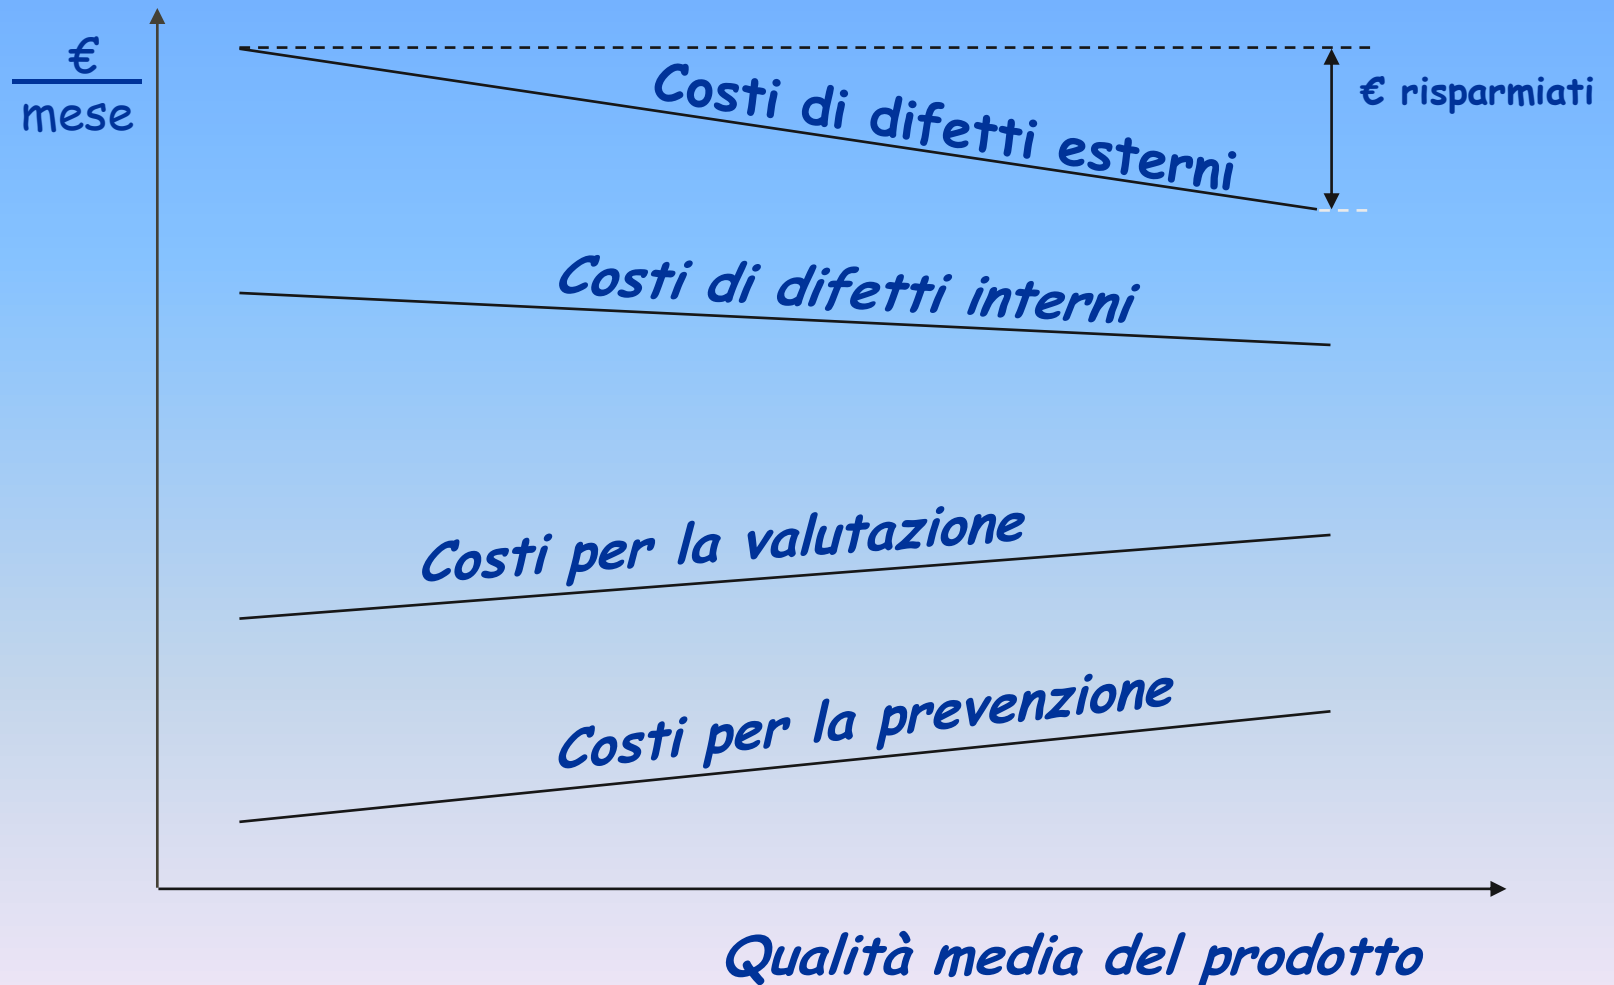 €
mese
Costi di difetti esterni
€ risparmiati
Costi di difetti interni
Costi per la valutazione
Costi per la prevenzione
Qualità media del prodotto